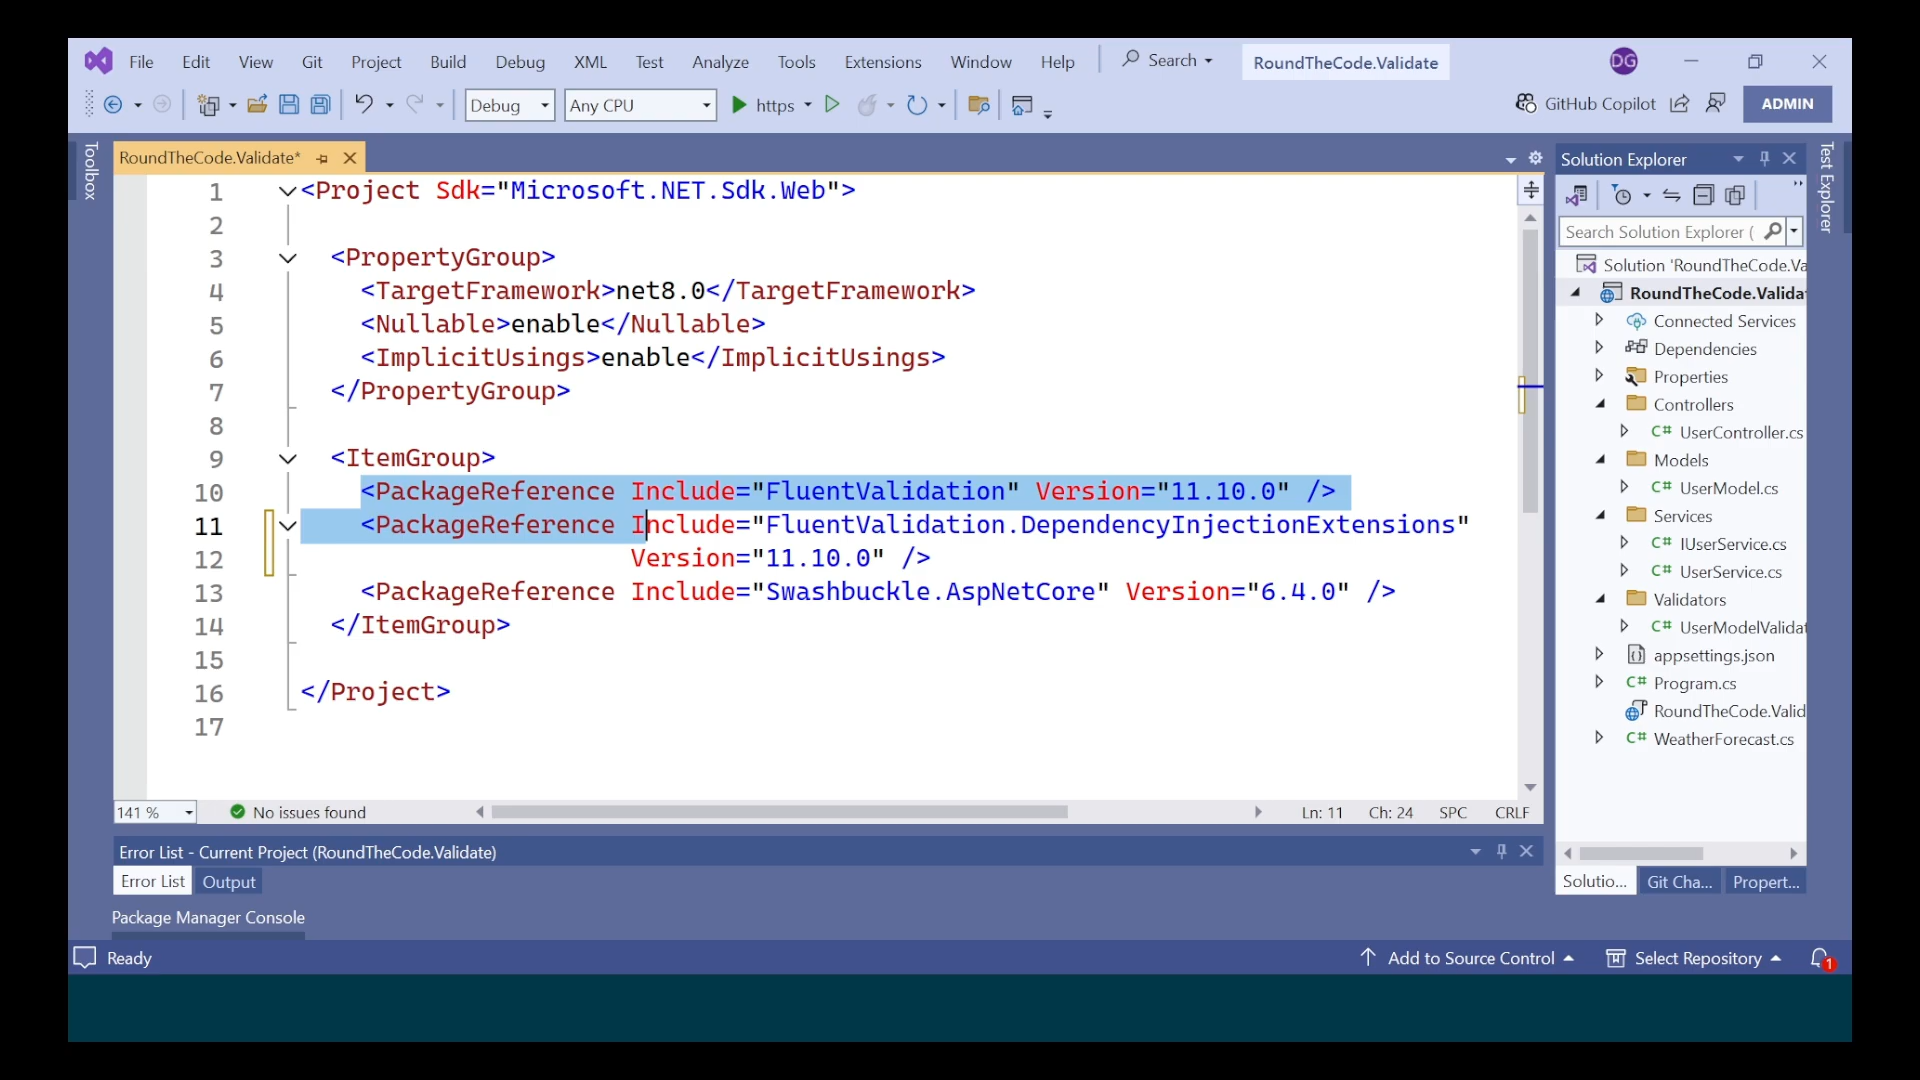 File Edit View Git Project Build Debug XML Test Analyze Tools Extensions Window Help Search RoundTheCode.Validate DG
Debug Any CPU https GitHub Copilot ADMIN
Toolbox
RoundTheCode.Validate*
1 <Project Sdk="Microsoft.NET.Sdk.Web">
2
3 <PropertyGroup>
4 <TargetFramework>net8.0</TargetFramework>
5 <Nullable>enable</Nullable>
6 <ImplicitUsings>enable</ImplicitUsings>
7 </PropertyGroup>
8
9 <ItemGroup>
10 <PackageReference Include="FluentValidation" Version="11.10.0" />
11 <PackageReference Include="FluentValidation.DependencyInjectionExtensions"
12 Version="11.10.0" />
13 <PackageReference Include="Swashbuckle.AspNetCore" Version="6.4.0" />
14 </ItemGroup>
15
16 </Project>
17
141 % No issues found Ln: 11 Ch: 24 SPC CRLF
Solution Explorer
Search Solution Explorer (
Solution 'RoundTheCode.Va
RoundTheCode.Valida
Connected Services
Dependencies
Properties
Controllers
C# UserController.cs
Models
C# UserModel.cs
Services
C# IUserService.cs
C# UserService.cs
Validators
C# UserModelValidat
appsettings.json
C# Program.cs
RoundTheCode.Valid
C# WeatherForecast.cs
Solutio... Git Cha... Propert...
Test Explorer
Error List - Current Project (RoundTheCode.Validate)
Error List Output
Package Manager Console
Ready Add to Source Control Select Repository 1